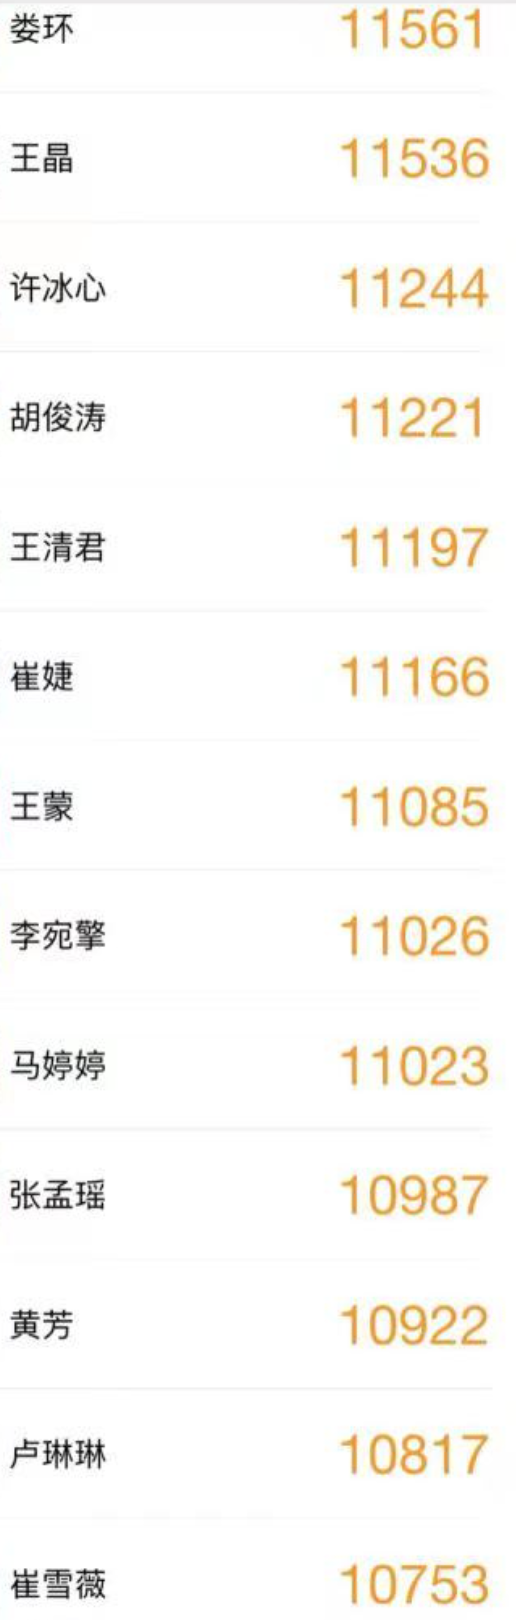 娄环 11561
王晶 11536
许冰心 11244
胡俊涛 11221
王清君 11197
崔婕 11166
王蒙 11085
李宛擎 11026
马婷婷 11023
张孟瑶 10987
黄芳 10922
卢琳琳 10817
崔雪薇 10753